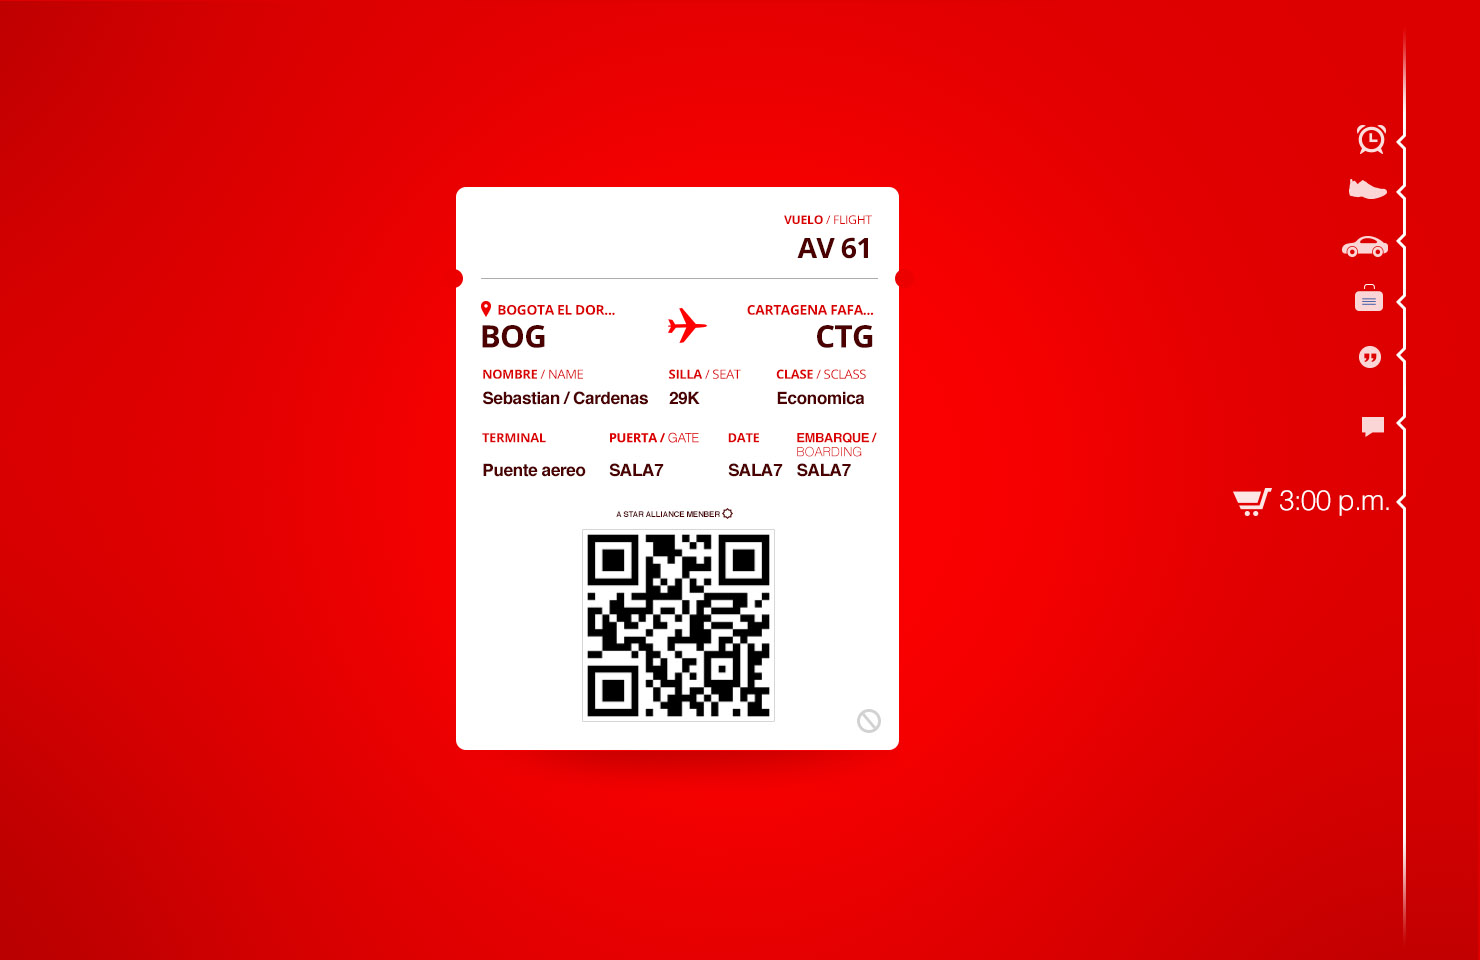 VUELO / FLIGHT
AV 61
BOGOTA EL DOR... CARTAGENA FAFA...
BOG CTG
NOMBRE / NAME SILLA / SEAT CLASE / SCLASS
Sebastian / Cardenas 29K Economica
TERMINAL PUERTA / GATE DATE EMBARQUE /
BOARDING
Puente aereo SALA7 SALA7 SALA7
A STAR ALLIANCE MENBER
3:00 p.m.